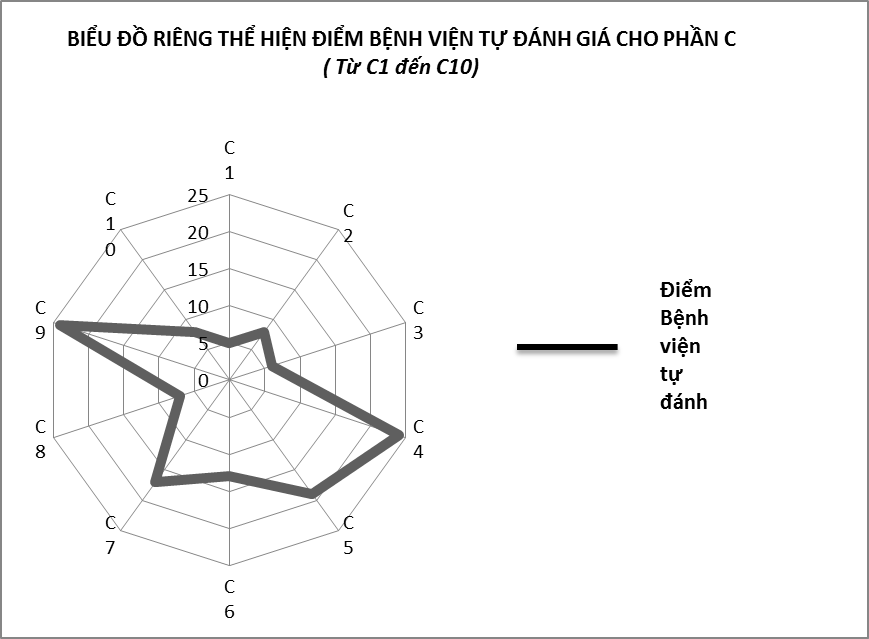 BIỂU ĐỒ RIÊNG THỂ HIỆN ĐIỂM BỆNH VIỆN TỰ ĐÁNH GIÁ CHO PHẦN C
( Từ C1 đến C10)
C
1
C
2
C
3
C
4
C
5
C
6
C
7
C
8
C
9
C
1
0
25
20
15
10
5
0
Điểm
Bệnh
viện
tự
đánh